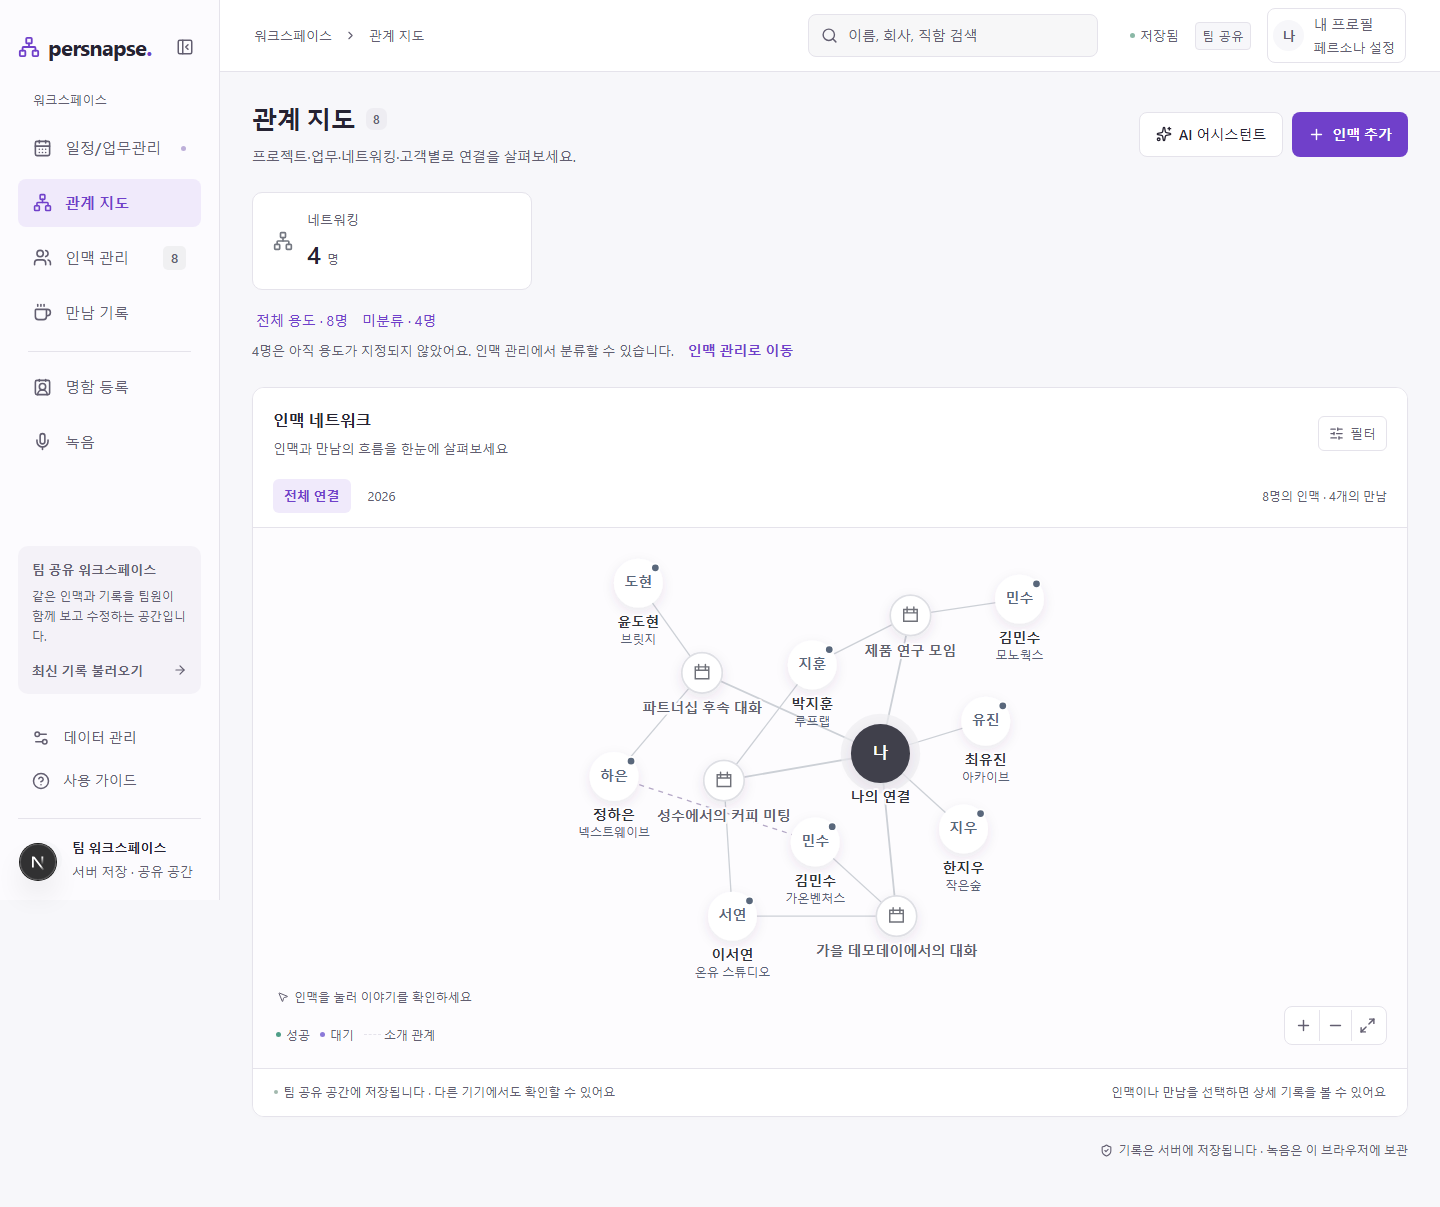 persnapse.
워크스페이스
일정/업무관리
관계 지도
인맥 관리
8
만남 기록
명함 등록
녹음
팀 공유 워크스페이스
같은 인맥과 기록을 팀원이
함께 보고 수정하는 공간입니
다.
최신 기록 불러오기
데이터 관리
사용 가이드
N
팀 워크스페이스
서버 저장 · 공유 공간
워크스페이스 > 관계 지도
이름, 회사, 직함 검색
저장됨
팀 공유
나
내 프로필
페르소나 설정
관계 지도 8
프로젝트·업무·네트워킹·고객별로 연결을 살펴보세요.
AI 어시스턴트
인맥 추가
네트워킹
4 명
전체 용도 · 8명 미분류 · 4명
4명은 아직 용도가 지정되지 않았어요. 인맥 관리에서 분류할 수 있습니다. 인맥 관리로 이동
인맥 네트워크
인맥과 만남의 흐름을 한눈에 살펴보세요
필터
전체 연결 2026
8명의 인맥 · 4개의 만남
도현
윤도현
브릿지
민수
김민수
모노웍스
제품 연구 모임
지훈
박지훈
루프랩
파트너십 후속 대화
유진
최유진
아카이브
나
나의 연결
하은
정하은
넥스트웨이브
성수에서의 커피 미팅
민수
김민수
가온벤처스
지우
한지우
작은숲
서연
이서연
온유 스튜디오
가을 데모데이에서의 대화
인맥을 눌러 이야기를 확인하세요
성공 대기 소개 관계
팀 공유 공간에 저장됩니다 · 다른 기기에서도 확인할 수 있어요
인맥이나 만남을 선택하면 상세 기록을 볼 수 있어요
기록은 서버에 저장됩니다 · 녹음은 이 브라우저에 보관